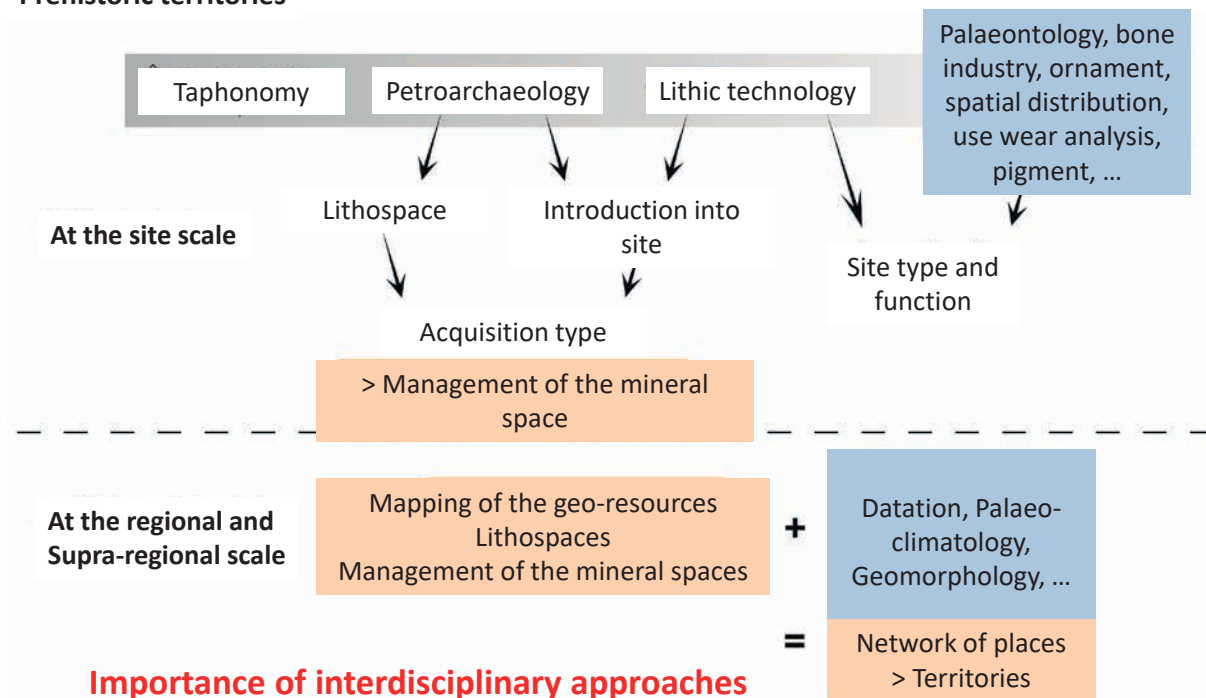 Prehistoric territories
Palaeontology, bone
industry, ornament,
spatial distribution,
use wear analysis,
pigment, …
Taphonomy
Petroarchaeology
Lithic technology
At the site scale
Lithospace
Introduction into
site
Site type and
function
Acquisition type
> Management of the mineral
space
At the regional and
Supra-regional scale
Mapping of the geo-resources
Lithospaces
Management of the mineral spaces
+
Datation, Palaeo-
climatology,
Geomorphology, …
=
Network of places
> Territories
Importance of interdisciplinary approaches